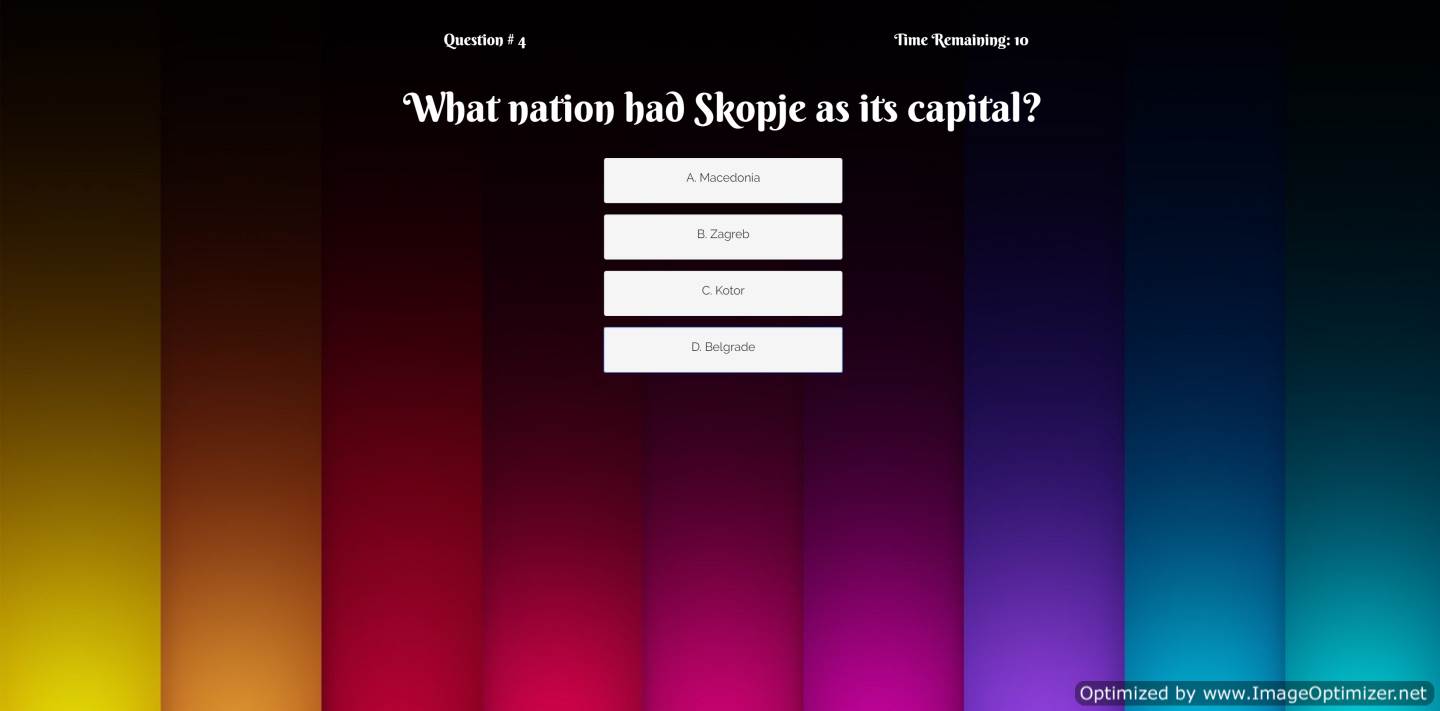 Question # 4
Time Remaining: 10
What nation had Skopje as its capital?
A. Macedonia
B. Zagreb
C. Kotor
D. Belgrade
Optimized by www.ImageOptimizer.net